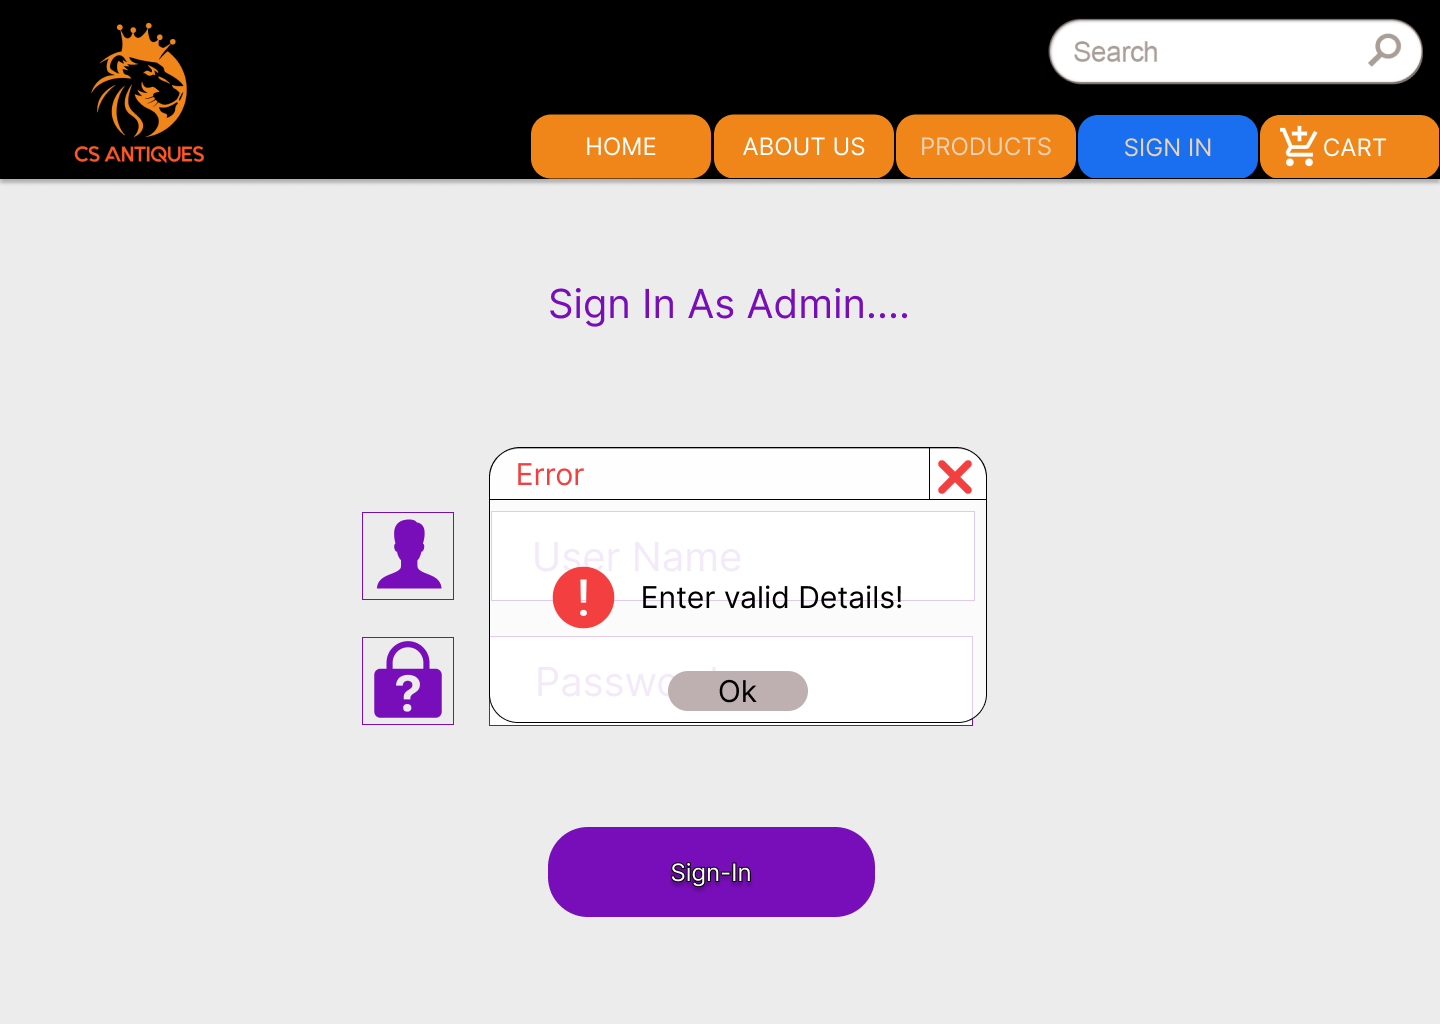 CS ANTIQUES
Search
HOME
ABOUT US
PRODUCTS
SIGN IN
CART
Sign In As Admin....
Error
User Name
Enter valid Details!
Password
Ok
Sign-In